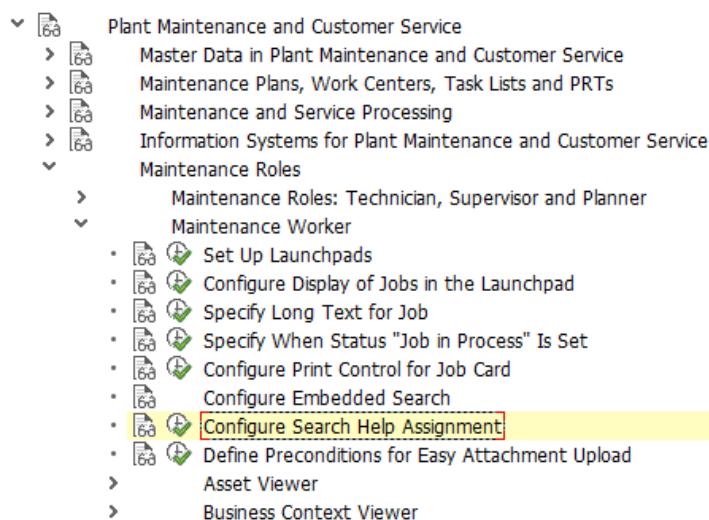 Plant Maintenance and Customer Service
Master Data in Plant Maintenance and Customer Service
Maintenance Plans, Work Centers, Task Lists and PRTs
Maintenance and Service Processing
Information Systems for Plant Maintenance and Customer Service
Maintenance Roles
Maintenance Roles: Technician, Supervisor and Planner
Maintenance Worker
Set Up Launchpads
Configure Display of Jobs in the Launchpad
Specify Long Text for Job
Specify When Status "Job in Process" Is Set
Configure Print Control for Job Card
Configure Embedded Search
Configure Search Help Assignment
Define Preconditions for Easy Attachment Upload
Asset Viewer
Business Context Viewer